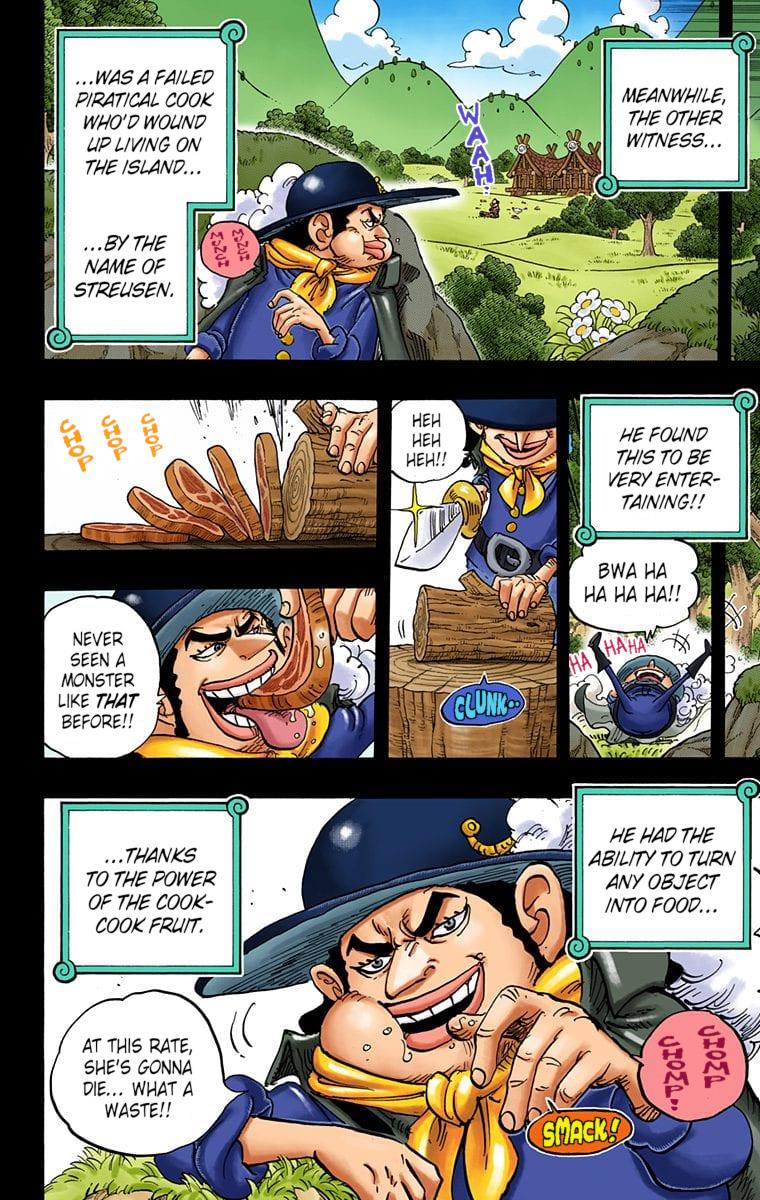 MEANWHILE,
THE OTHER
WITNESS...
...WAS A FAILED
PIRATICAL COOK
WHO'D WOUND
UP LIVING ON
THE ISLAND...
...BY THE
NAME OF
STREUSEN.
WAAH!
MUNCH
MUNCH
HE FOUND
THIS TO BE
VERY ENTER-
TAINING!!
BWA HA
HA HA HA!!
HA HA HA
HEH
HEH
HEH!!
CLUNK..
CHOP
CHOP
CHOP
NEVER
SEEN A
MONSTER
LIKE THAT
BEFORE!!
HE HAD THE
ABILITY TO TURN
ANY OBJECT
INTO FOOD...
...THANKS
TO THE POWER
OF THE COOK-
COOK FRUIT.
CHOMP
CHOMP!
SMACK!
AT THIS RATE,
SHE'S GONNA
DIE... WHAT A
WASTE!!